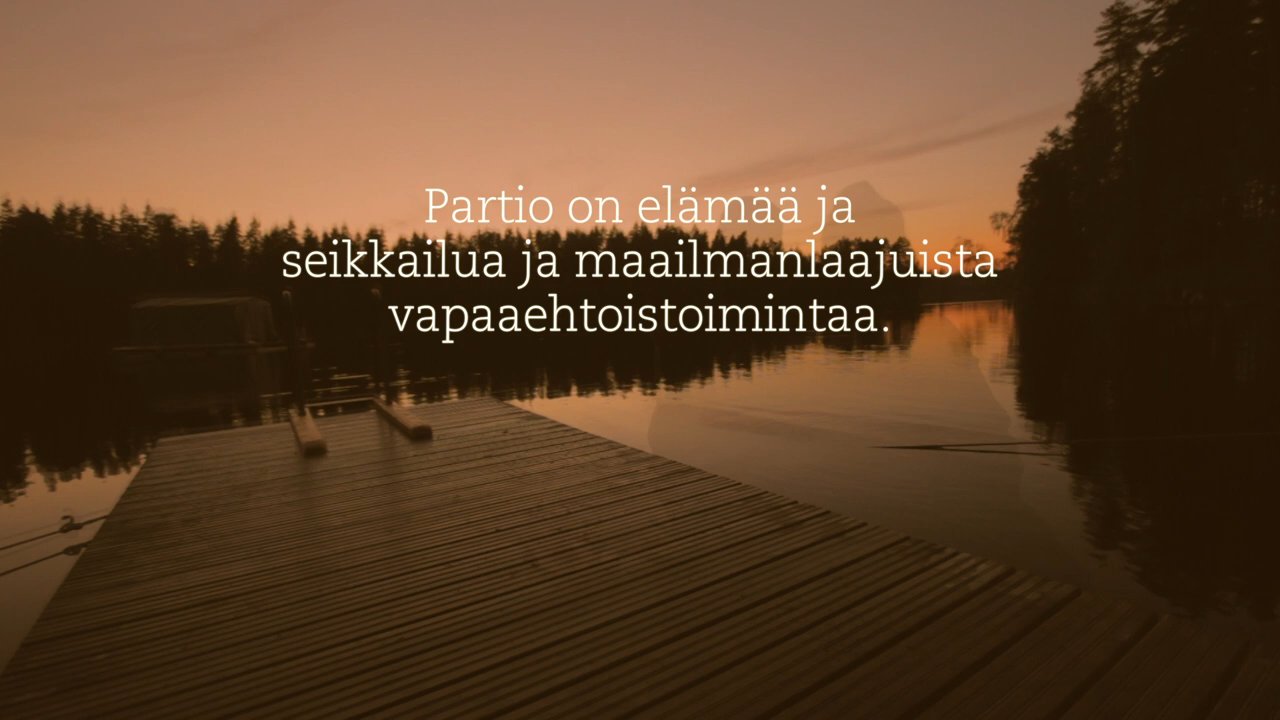 Partio on elämää ja
seikkailua ja maailmanlaajuista
vapaaehtoistoimintaa.